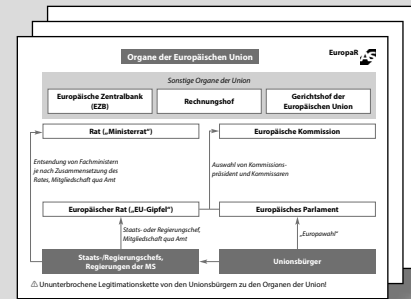 Organe der Europäischen Union
EuropaR
AS
Sonstige Organe der Union
Europäische Zentralbank
(EZB)
Rechnungshof
Gerichtshof der
Europäischen Union
Rat („Ministerrat“)
Europäische Kommission
Entsendung von Fachministern
je nach Zusammensetzung des
Rates, Mitgliedschaft qua Amt
Auswahl von Kommissions-
präsident und Kommissaren
Europäischer Rat („EU-Gipfel“)
Europäisches Parlament
Staats- oder Regierungschef,
Mitgliedschaft qua Amt
„Europawahl“
Staats-/Regierungschefs,
Regierungen der MS
Unionsbürger
⚠ Ununterbrochene Legitimationskette von den Unionsbürgern zu den Organen der Union!